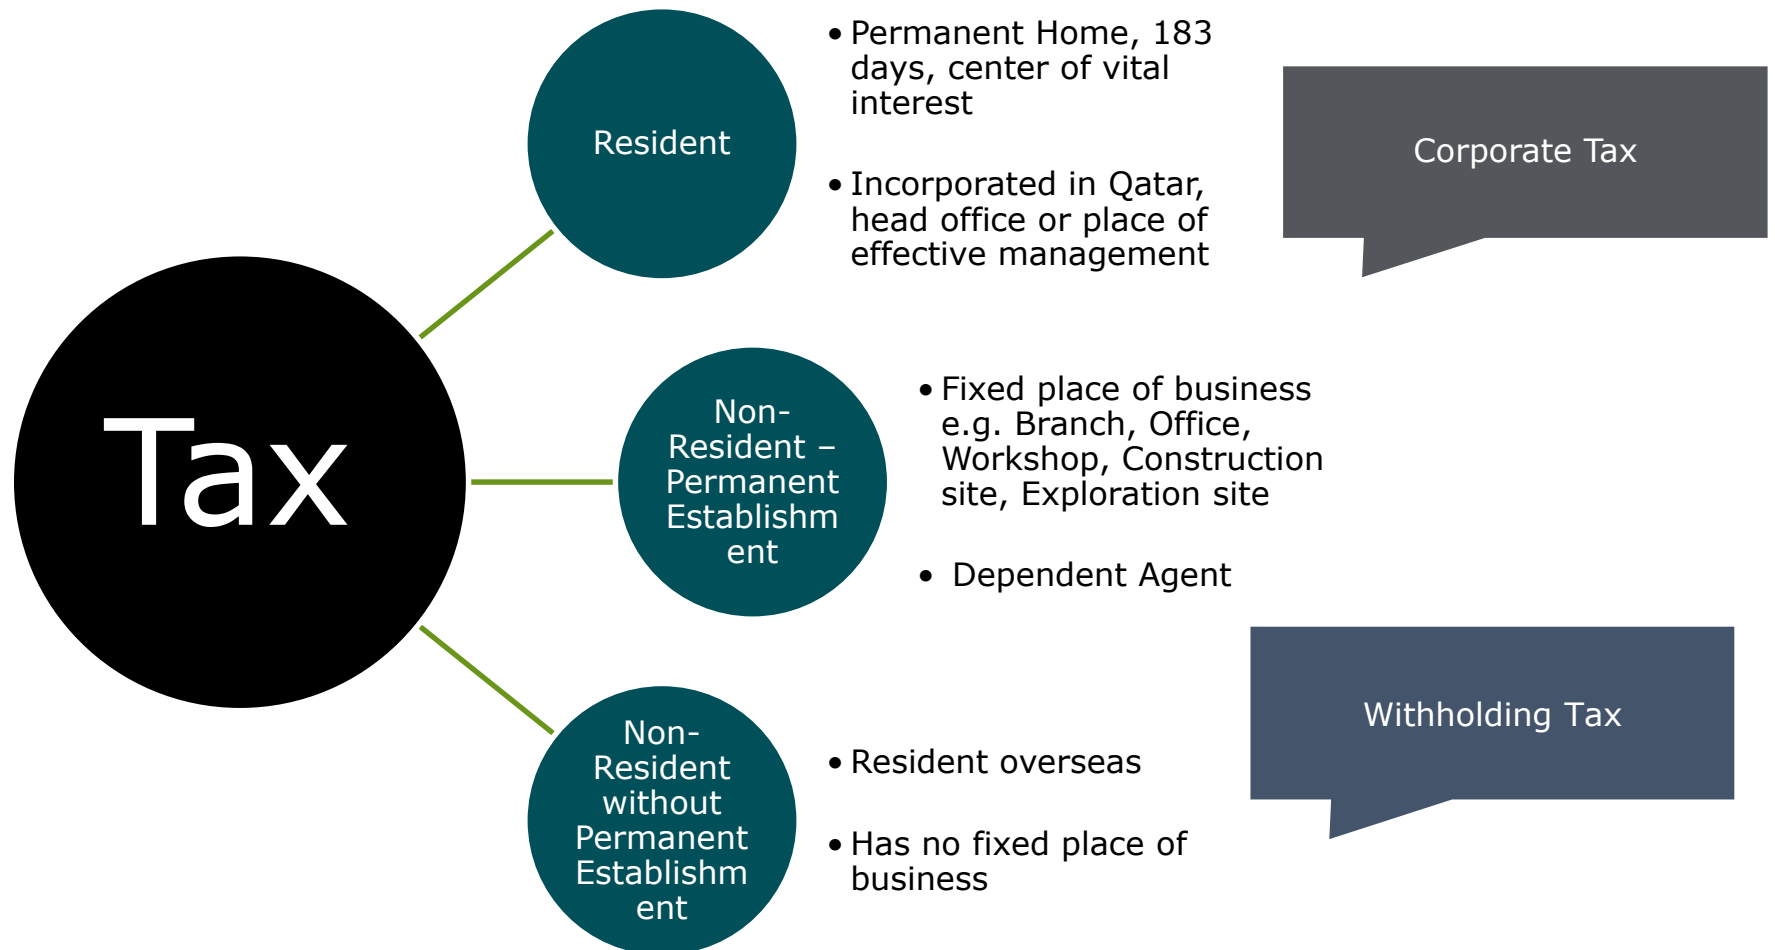 Tax
Resident
• Permanent Home, 183
days, center of vital
interest
• Incorporated in Qatar,
head office or place of
effective management
Corporate Tax
Non-
Resident –
Permanent
Establishm
ent
• Fixed place of business
e.g. Branch, Office,
Workshop, Construction
site, Exploration site
• Dependent Agent
Non-
Resident
without
Permanent
Establishm
ent
• Resident overseas
• Has no fixed place of
business
Withholding Tax